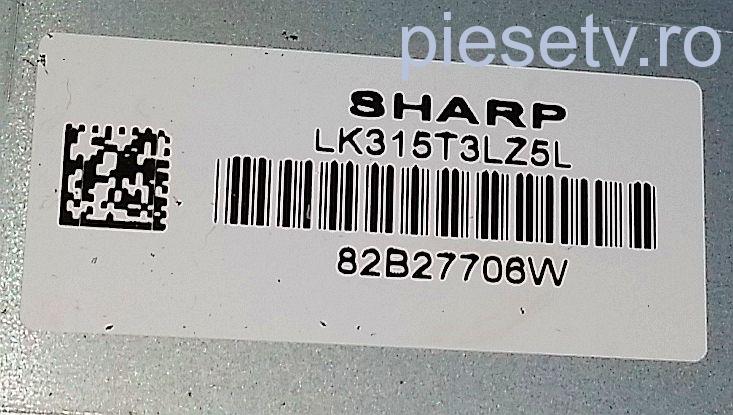 piesetv.ro
SHARP
LK315T3LZ5L
82B27706W